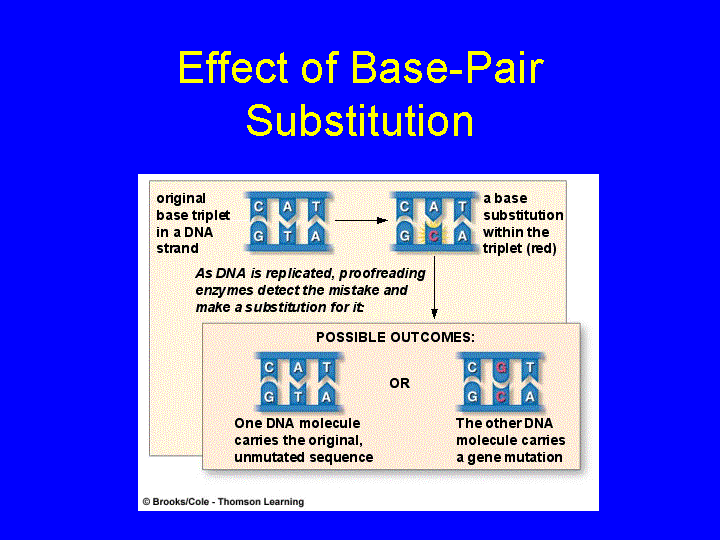 Effect of Base-Pair
Substitution
original
base triplet
in a DNA
strand
C A T
G T A
C A T
G C A
a base
substitution
within the
triplet (red)
As DNA is replicated, proofreading
enzymes detect the mistake and
make a substitution for it:
POSSIBLE OUTCOMES:
C A T
G T A
OR
C G T
G C A
One DNA molecule
carries the original,
unmutated sequence
The other DNA
molecule carries
a gene mutation
© Brooks/Cole - Thomson Learning